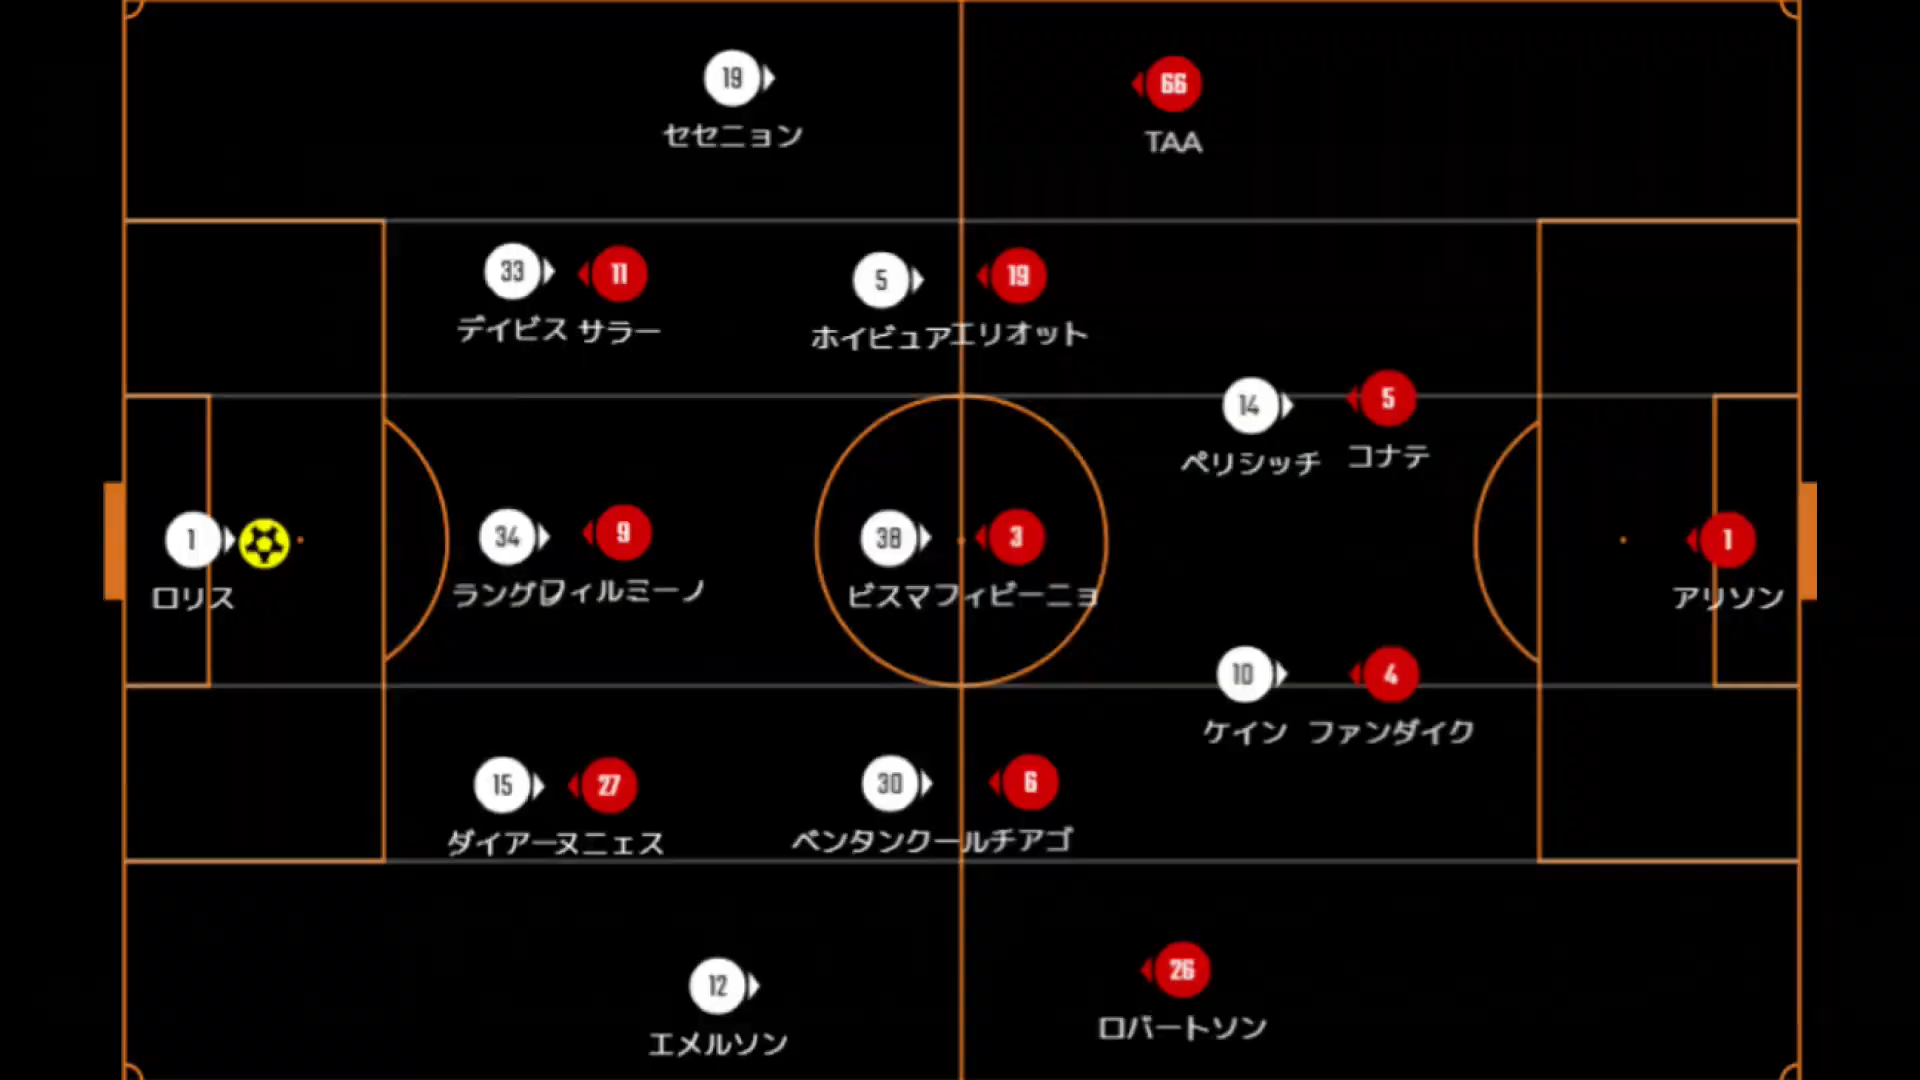 19
セセニョン
66
TAA
33
デイビス
11
サラー
5
ホイビュア
19
エリオット
14
ペリシッチ
5
コナテ
1
ロリス
34
ラングレ
9
フィルミーノ
38
ビスマ
3
フィビーニョ
1
アリソン
10
ケイン
4
ファンダイク
15
ダイアー
27
ヌニェス
30
ベンタンクール
6
チアゴ
12
エメルソン
26
ロバートソン